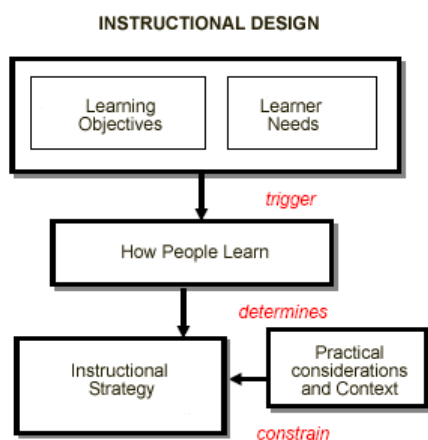 INSTRUCTIONAL DESIGN
Learning
Objectives
Learner
Needs
trigger
How People Learn
determines
Instructional
Strategy
Practical
considerations
and Context
constrain